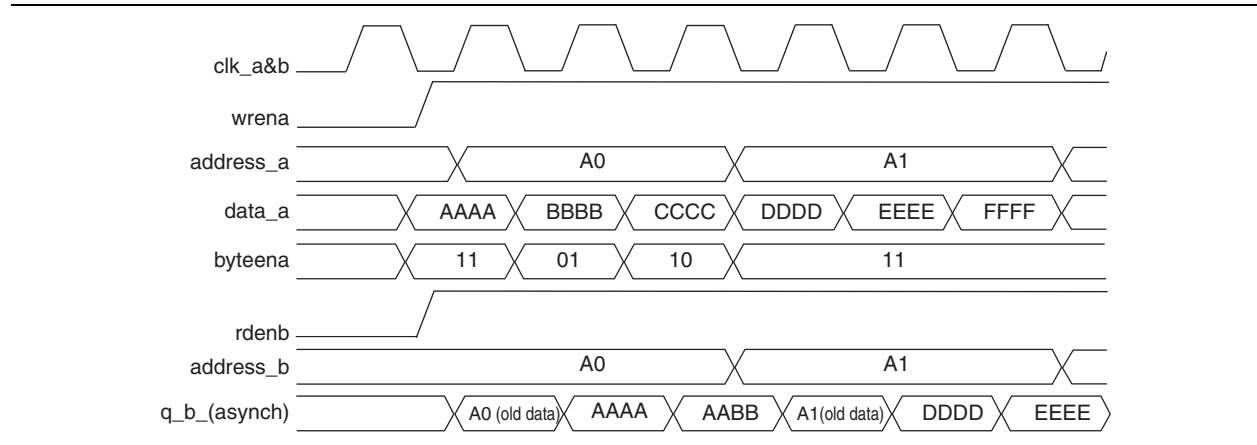 clk_a&b
wrena
address_a A0 A1
data_a AAAA BBBB CCCC DDDD EEEE FFFF
byteena 11 01 10 11
rdenb
address_b A0 A1
q_b_(asynch) A0 (old data) AAAA AABB A1(old data) DDDD EEEE